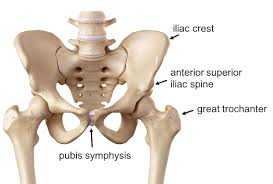 iliac crest
anterior superior
iliac spine
great trochanter
pubis symphysis